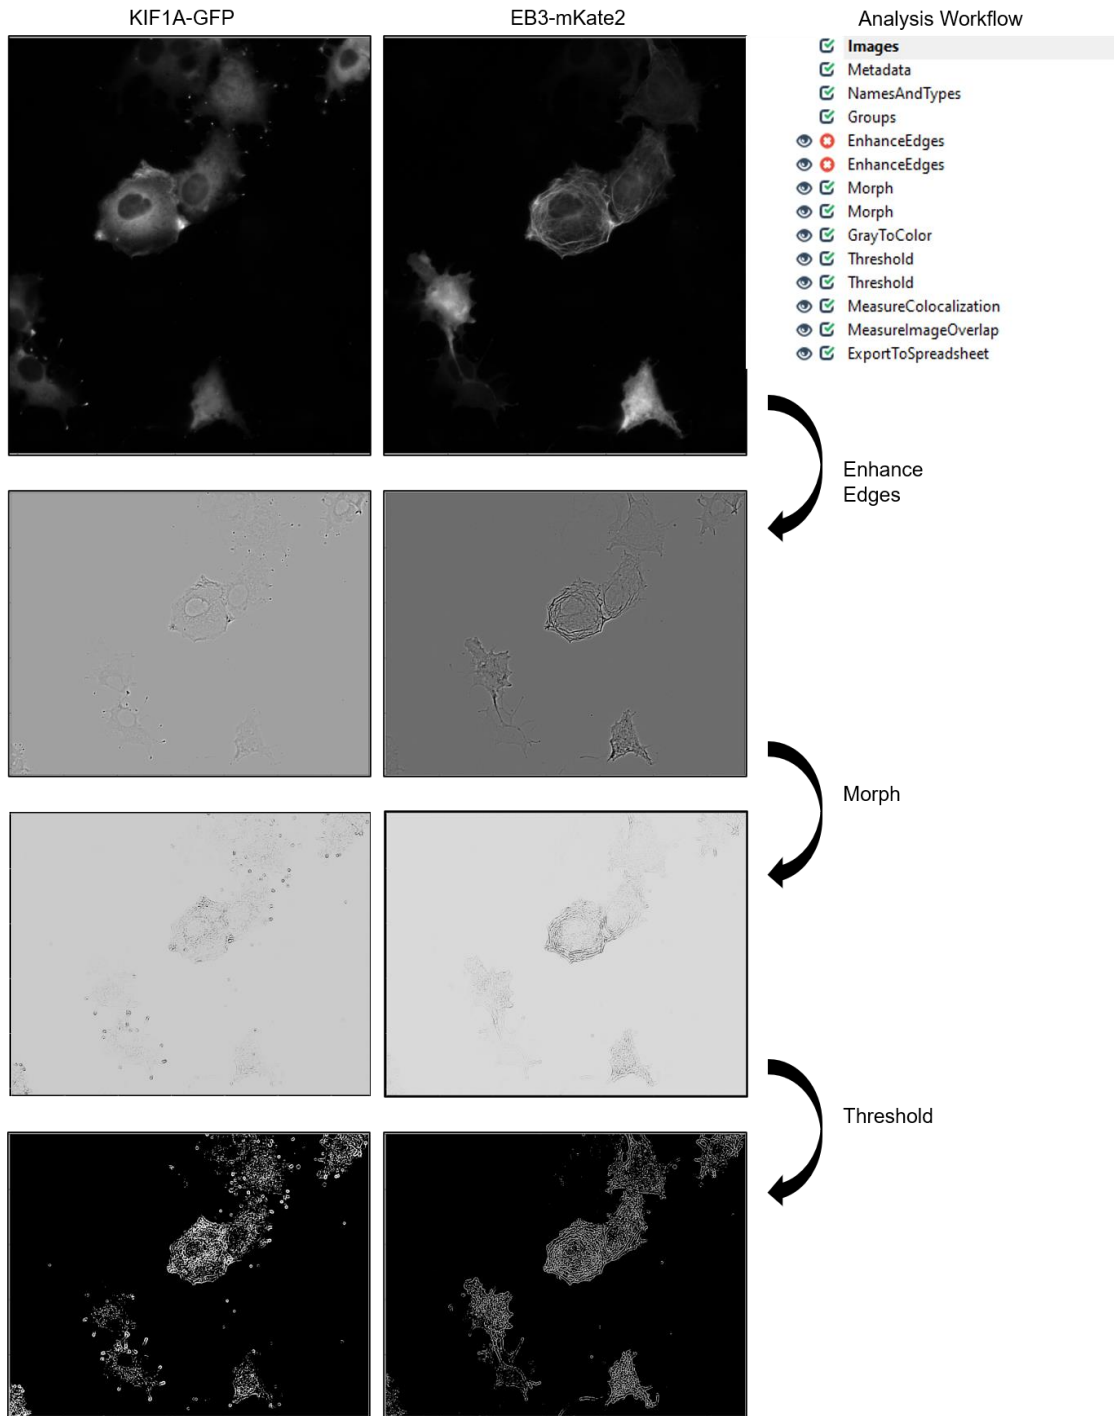 KIF1A-GFP
EB3-mKate2
Analysis Workflow
Images
Metadata
NamesAndTypes
Groups
EnhanceEdges
EnhanceEdges
Morph
Morph
GrayToColor
Threshold
Threshold
MeasureColocalization
MeasureImageOverlap
ExportToSpreadsheet
Enhance
Edges
Morph
Threshold